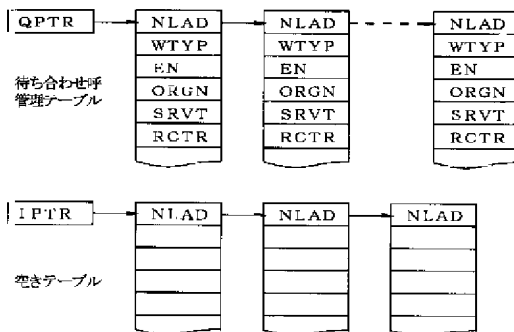 QPTR NLAD NLAD NLAD
WTYP WTYP WTYP
EN EN EN
待ち合わせ呼
管理テーブル
ORGN ORGN ORGN
SRVT SRVT SRVT
RCTR RCTR RCTR
IPTR NLAD NLAD NLAD
空きテーブル